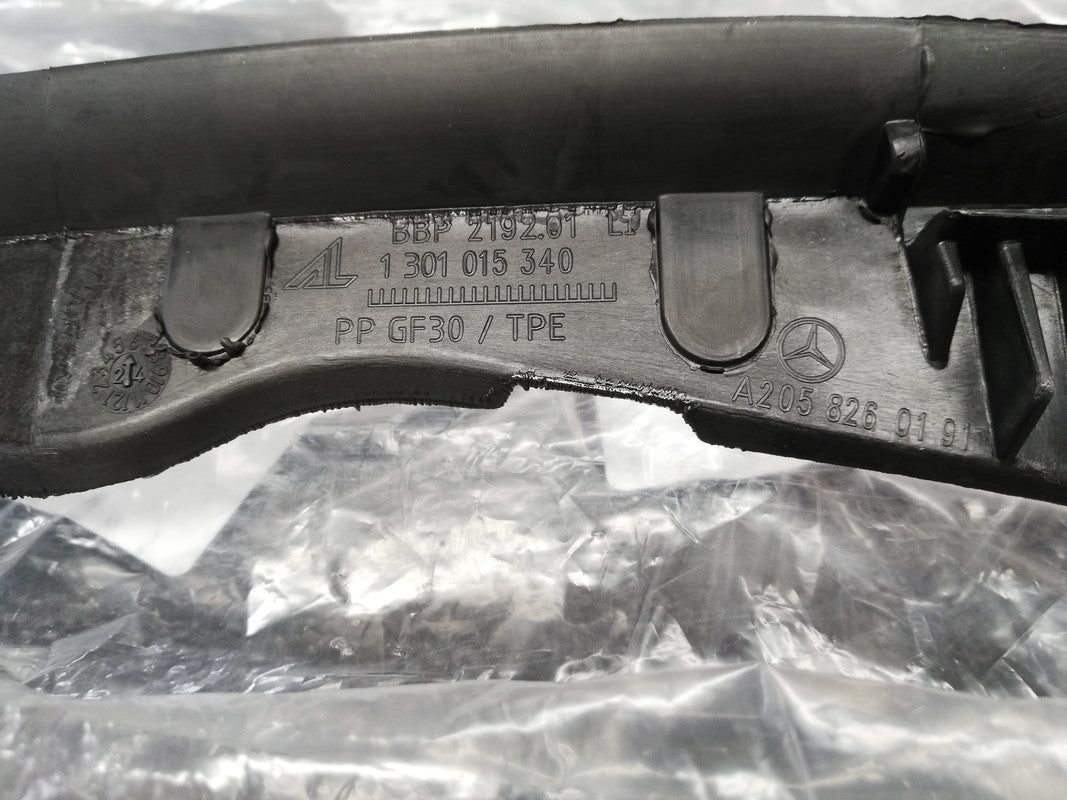 BBP 2192.01
1 301 015 340
PP GF30 / TPE
A205 826 01 91